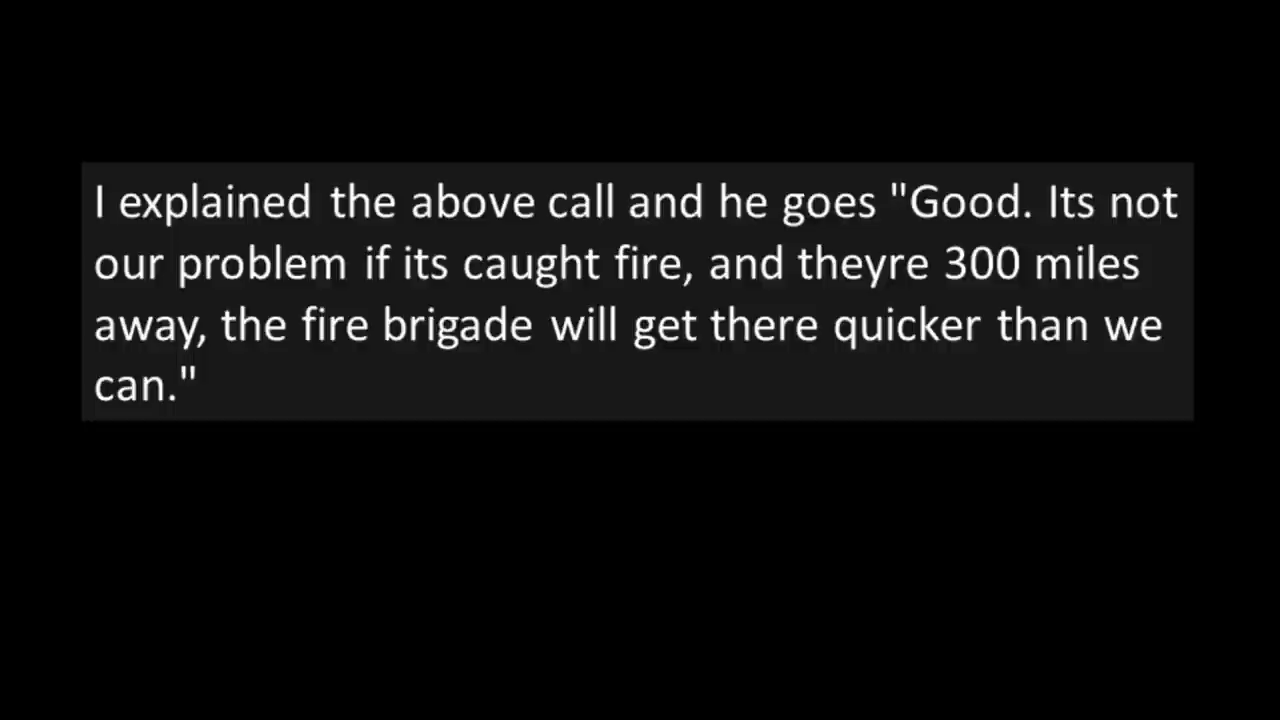 I explained the above call and he goes "Good. Its not
our problem if its caught fire, and theyre 300 miles
away, the fire brigade will get there quicker than we
can."